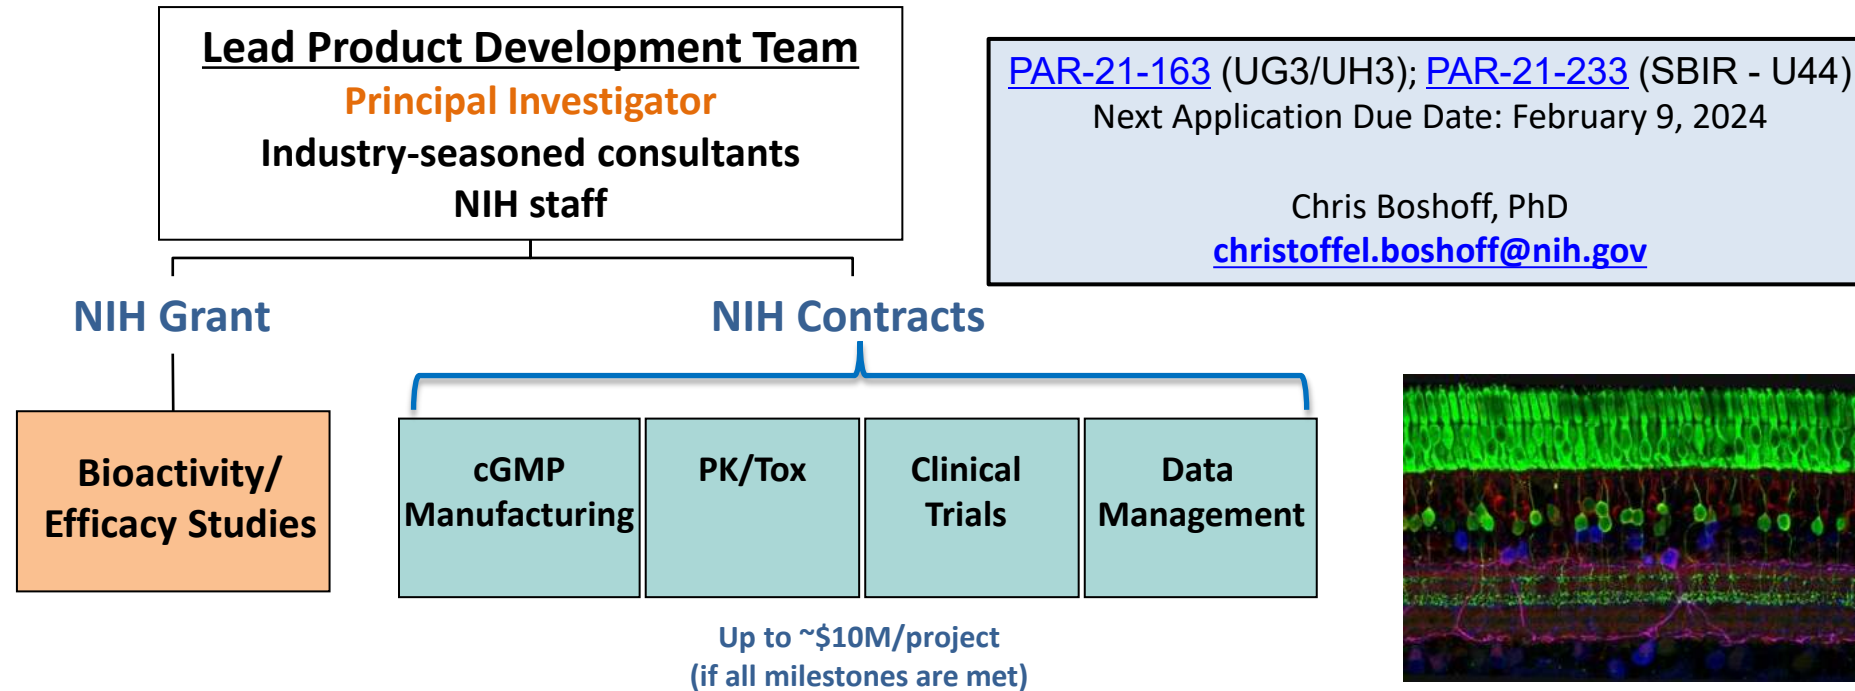 Lead Product Development Team
Principal Investigator
Industry-seasoned consultants
NIH staff
PAR-21-163 (UG3/UH3); PAR-21-233 (SBIR - U44)
Next Application Due Date: February 9, 2024
Chris Boshoff, PhD
christoffel.boshoff@nih.gov
NIH Grant
NIH Contracts
Bioactivity/
Efficacy Studies
cGMP
Manufacturing
PK/Tox
Clinical
Trials
Data
Management
Up to ~$10M/project
(if all milestones are met)